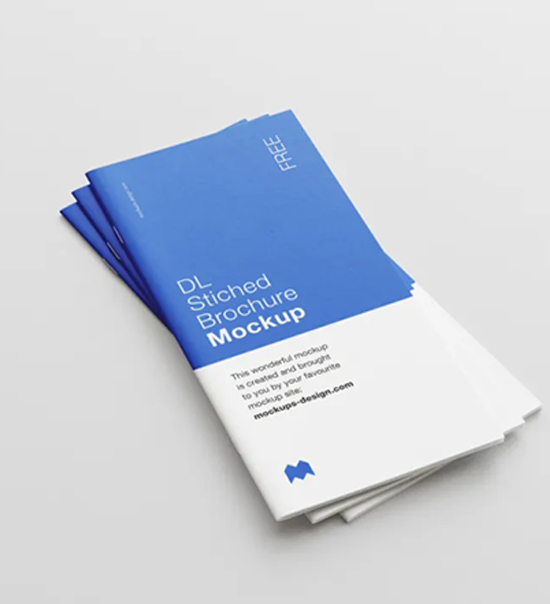 FREE
DL
Stiched
Brochure
Mockup
This wonderful mockup
is created and brought
to you by your favourite
mockup site;
mockups-design.com